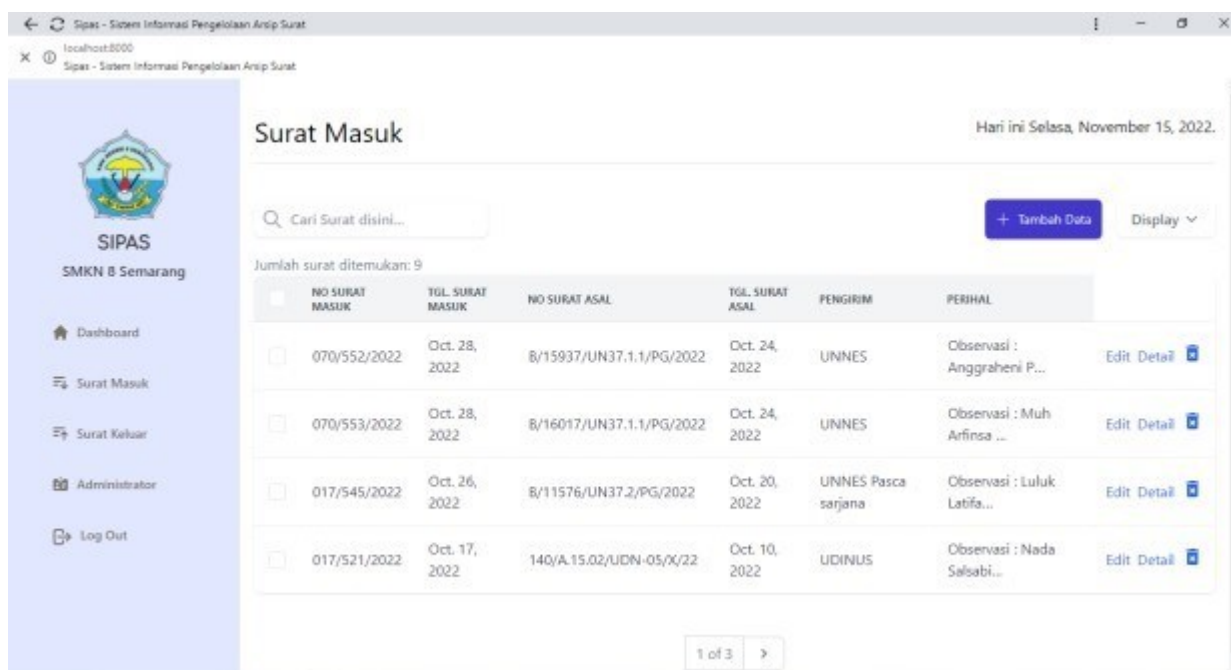 Sipas - Sistem Informasi Pengelolaan Arsip Surat
localhost:8000
Sipas - Sistem Informasi Pengelolaan Arsip Surat
SIPAS
SMKN 8 Semarang
Dashboard
Surat Masuk
Surat Keluar
Administrator
Log Out
Surat Masuk
Hari ini Selasa, November 15, 2022.
Cari Surat disini...
+ Tambah Data
Display
Jumlah surat ditemukan: 9
NO SURAT MASUK TGL. SURAT MASUK NO SURAT ASAL TGL. SURAT ASAL PENGIRIM PERIHAL
070/552/2022 Oct. 28, 2022 B/15937/UN37.1.1/PG/2022 Oct. 24, 2022 UNNES Observasi : Anggraheni P... Edit Detail
070/553/2022 Oct. 28, 2022 B/16017/UN37.1.1/PG/2022 Oct. 24, 2022 UNNES Observasi : Muh Arfinsa ... Edit Detail
017/545/2022 Oct. 26, 2022 B/11576/UN37.2/PG/2022 Oct. 20, 2022 UNNES Pasca sarjana Observasi : Luluk Latifa... Edit Detail
017/521/2022 Oct. 17, 2022 140/A.15.02/UDN-05/X/22 Oct. 10, 2022 UDINUS Observasi : Nada Salsabi... Edit Detail
1 of 3 >